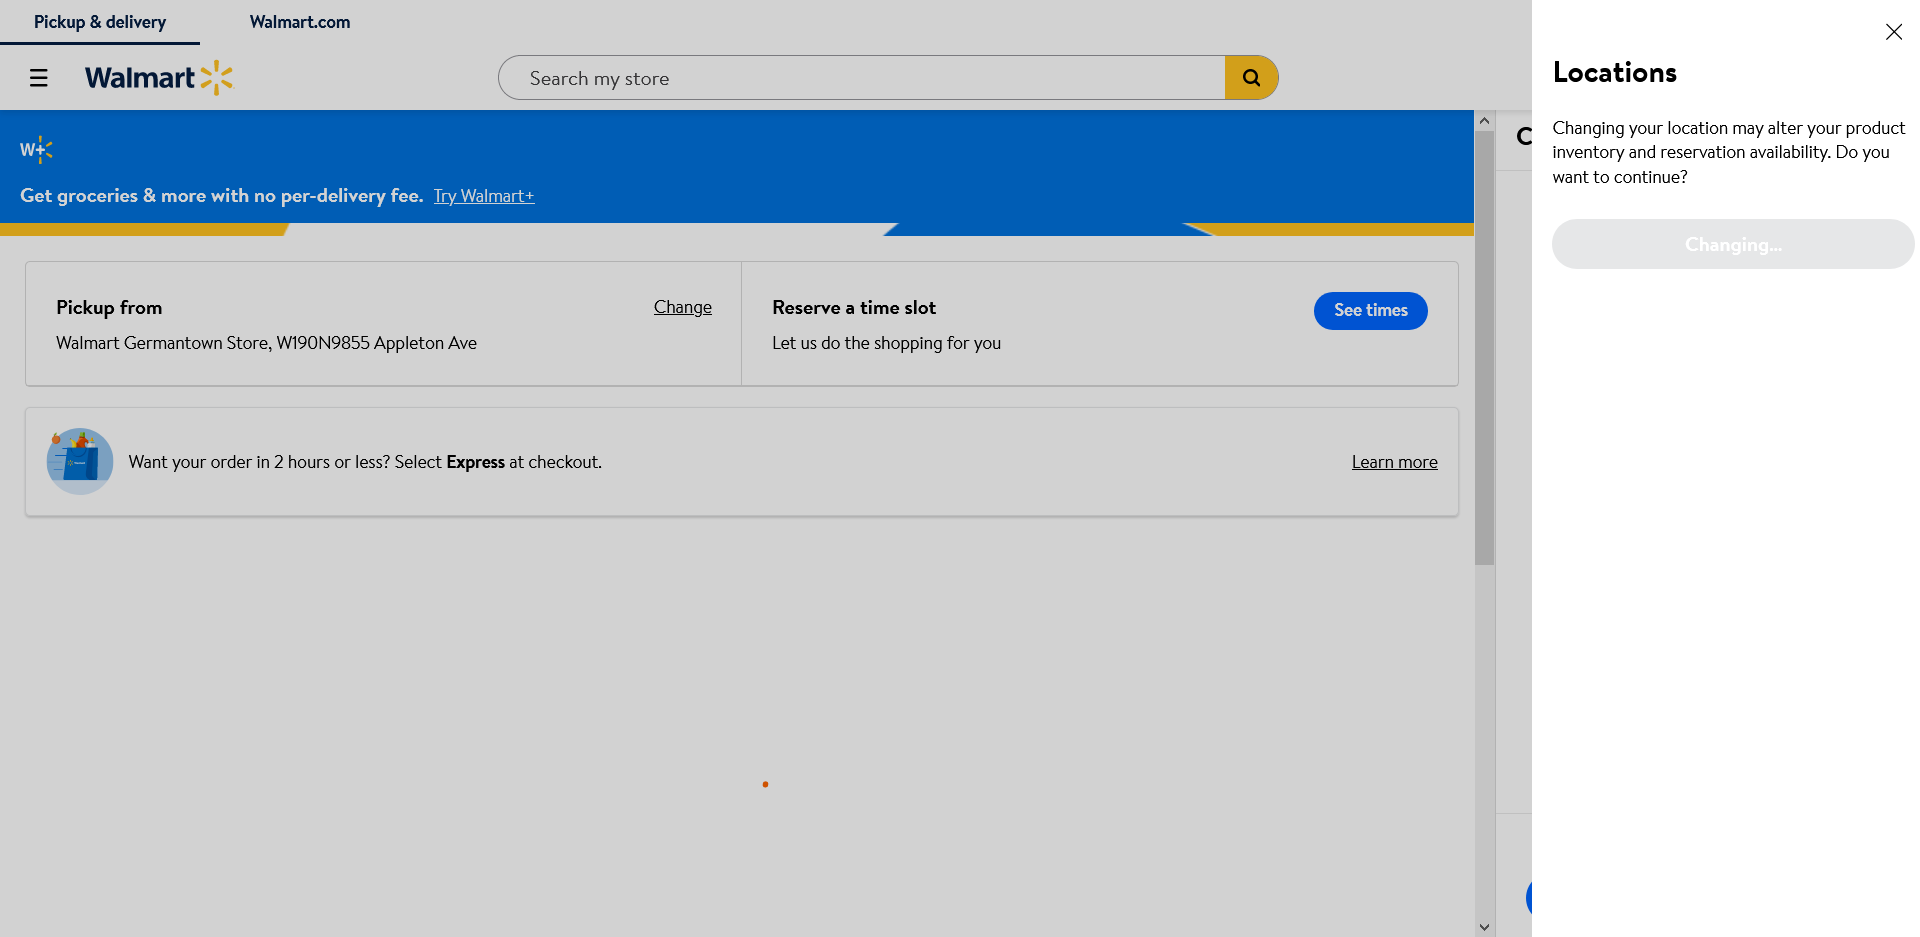 Pickup & delivery
Walmart.com
Walmart
Search my store
W+
Get groceries & more with no per-delivery fee. Try Walmart+
Pickup from
Change
Walmart Germantown Store, W190N9855 Appleton Ave
Reserve a time slot
See times
Let us do the shopping for you
Want your order in 2 hours or less? Select Express at checkout.
Learn more
C
Locations
Changing your location may alter your product
inventory and reservation availability. Do you
want to continue?
Changing...